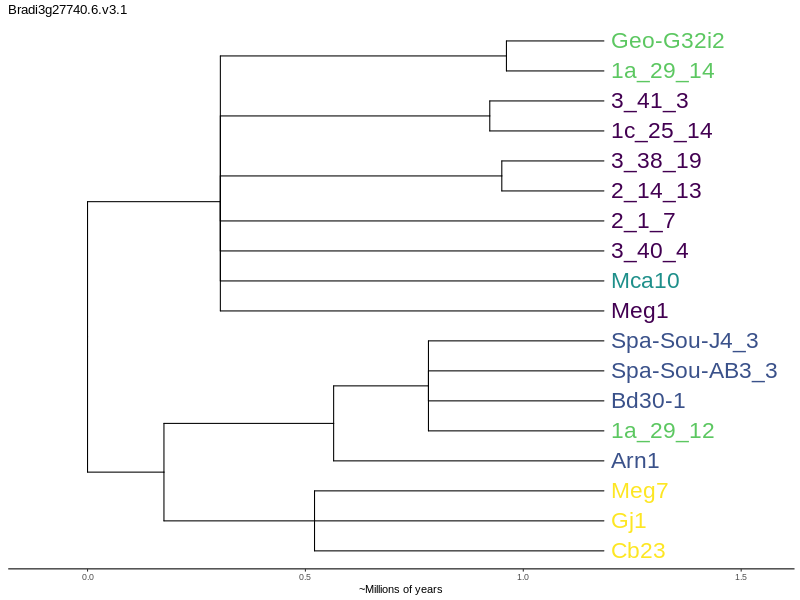 Bradi3g27740.6.v3.1
Geo-G32i2
1a_29_14
3_41_3
1c_25_14
3_38_19
2_14_13
2_1_7
3_40_4
Mca10
Meg1
Spa-Sou-J4_3
Spa-Sou-AB3_3
Bd30-1
1a_29_12
Arn1
Meg7
Gj1
Cb23
0.0 0.5 1.0 1.5
~Millions of years